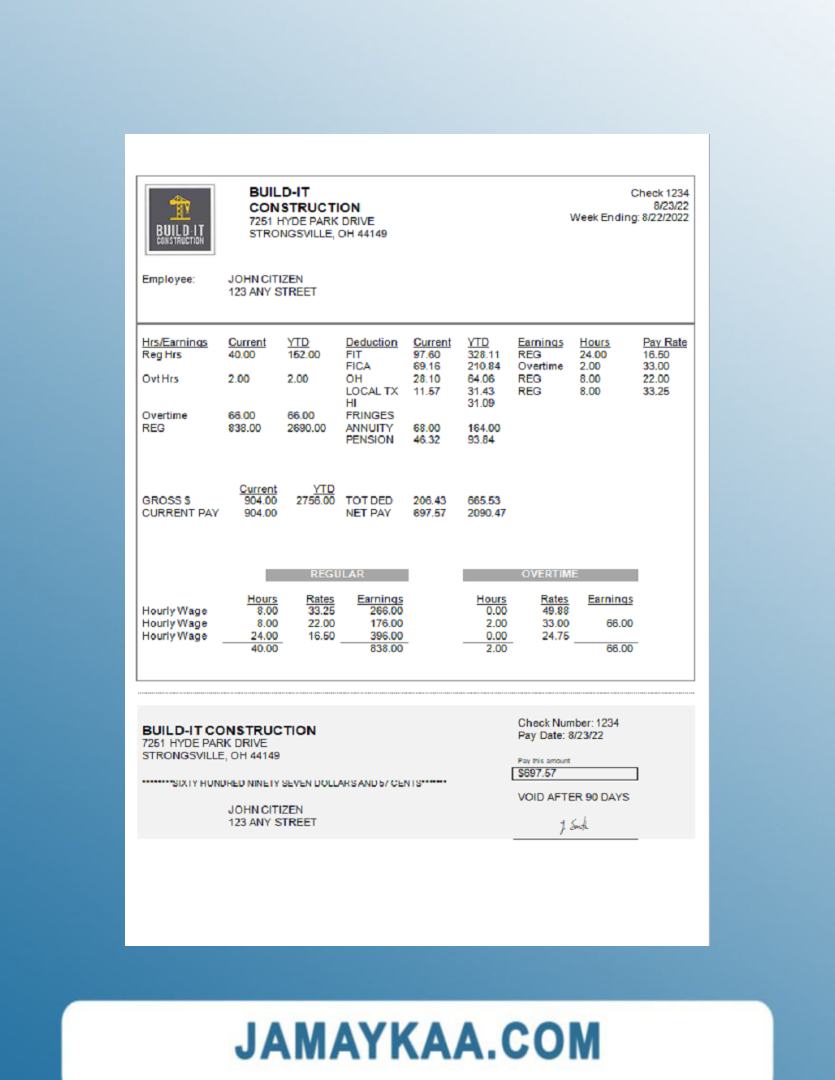 BUILD-IT
CONSTRUCTION
BUILD-IT
CONSTRUCTION
7251 HYDE PARK DRIVE
STRONGSVILLE, OH 44149
Check 1234
8/23/22
Week Ending: 8/22/2022
Employee: JOHN CITIZEN
123 ANY STREET
Hrs/Earnings Current YTD Deduction Current YTD Earnings Hours Pay Rate
Reg Hrs 40.00 152.00 FIT 97.60 328.11 REG 24.00 16.50
FICA 69.16 210.84 Overtime 2.00 33.00
Ovt Hrs 2.00 2.00 OH 28.10 64.06 REG 8.00 22.00
LOCAL TX 11.57 31.43 REG 8.00 33.25
HI 31.09
Overtime 66.00 66.00 FRINGES
REG 838.00 2690.00 ANNUITY 68.00 164.00
PENSION 46.32 93.84
Current YTD
GROSS $ 904.00 2756.00 TOT DED 206.43 665.53
CURRENT PAY 904.00 NET PAY 697.57 2090.47
REGULAR OVERTIME
Hours Rates Earnings Hours Rates Earnings
Hourly Wage 8.00 33.25 266.00 0.00 49.88
Hourly Wage 8.00 22.00 176.00 2.00 33.00 66.00
Hourly Wage 24.00 16.50 396.00 0.00 24.75
40.00 838.00 2.00 66.00
BUILD-IT CONSTRUCTION
7251 HYDE PARK DRIVE
STRONGSVILLE, OH 44149
Check Number: 1234
Pay Date: 8/23/22
Pay this amount
$697.57
********SIXTY HUNDRED NINETY SEVEN DOLLARS AND 57 CENTS*******
VOID AFTER 90 DAYS
JOHN CITIZEN
123 ANY STREET
J. Smith
JAMAYKAA.COM